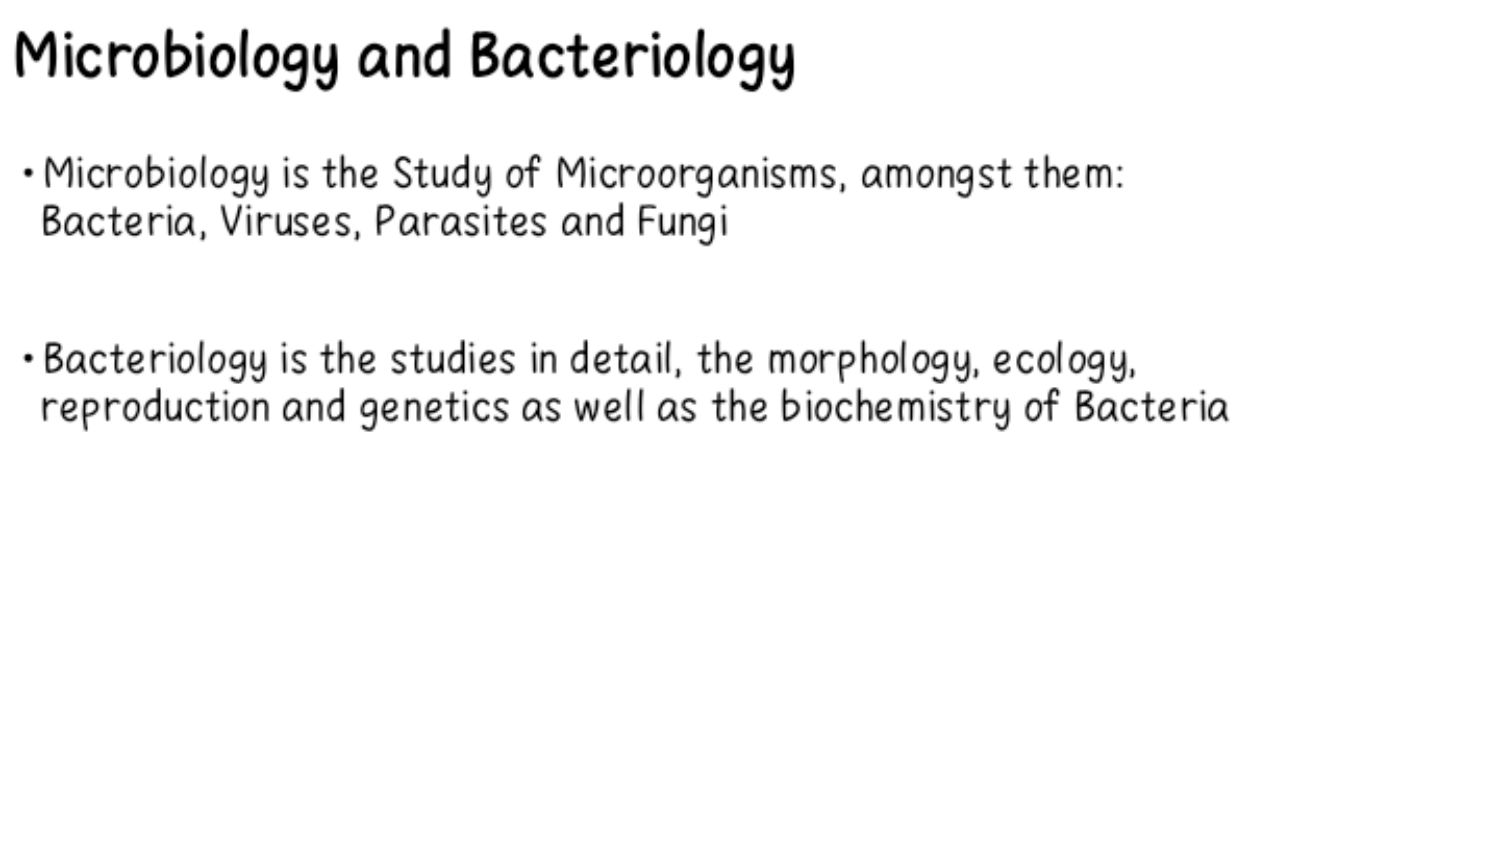 Microbiology and Bacteriology
• Microbiology is the Study of Microorganisms, amongst them:
Bacteria, Viruses, Parasites and Fungi
• Bacteriology is the studies in detail, the morphology, ecology,
reproduction and genetics as well as the biochemistry of Bacteria